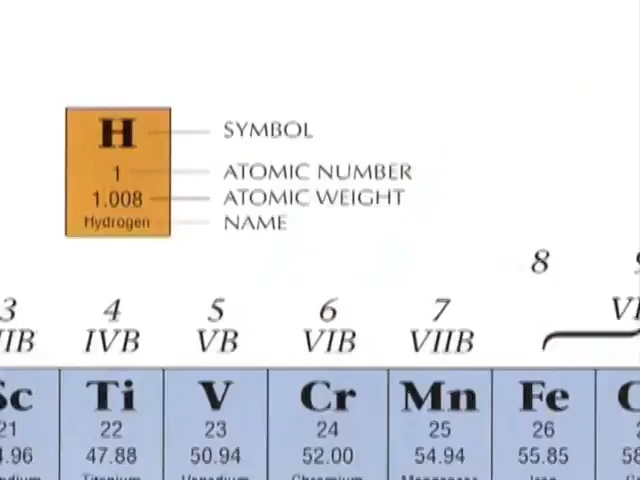 H
SYMBOL
1
ATOMIC NUMBER
1.008
ATOMIC WEIGHT
Hydrogen
NAME
8
3 4 5 6 7
IVB VB VIB VIIB
Ti V Cr Mn Fe
21 22 23 24 25 26
47.88 50.94 52.00 54.94 55.85